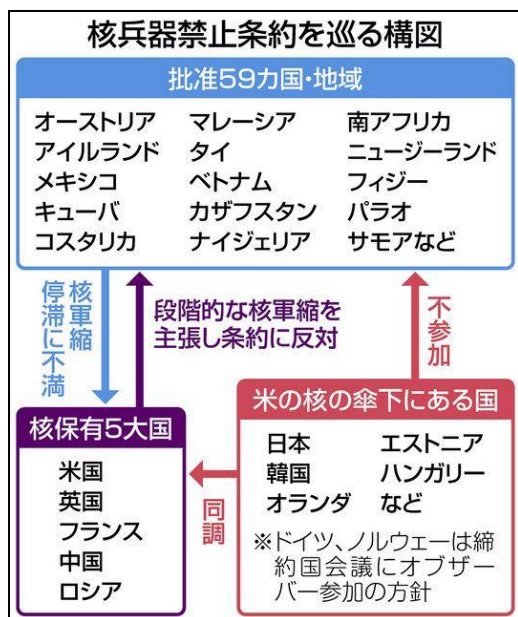 核兵器禁止条約を巡る構図
批准59カ国・地域
オーストリア マレーシア 南アフリカ
アイルランド タイ ニュージーランド
メキシコ ベトナム フィジー
キューバ カザフスタン パラオ
コスタリカ ナイジェリア サモアなど
核軍縮
停滞に不満
段階的な核軍縮を
主張し条約に反対
不参加
核保有5大国
米国
英国
フランス
中国
ロシア
同調
米の核の傘下にある国
日本 エストニア
韓国 ハンガリー
オランダ など
※ドイツ、ノルウェーは締
約国会議にオブザー
バー参加の方針